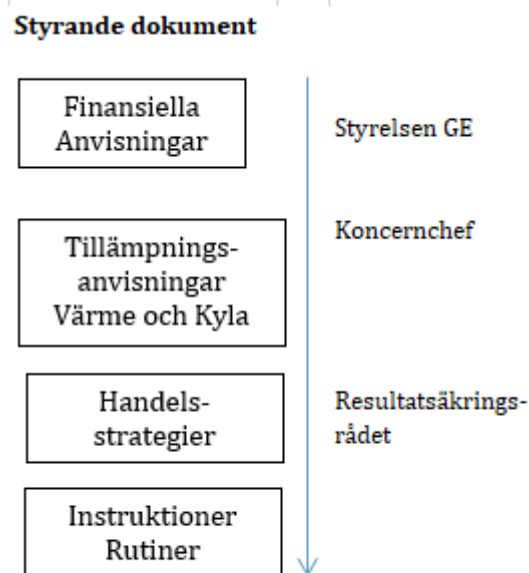 Styrande dokument
Finansiella
Anvisningar
Styrelsen GE
Tillämpnings-
anvisningar
Värme och Kyla
Koncernchef
Handels-
strategier
Resultatsäkrings-
rådet
Instruktioner
Rutiner